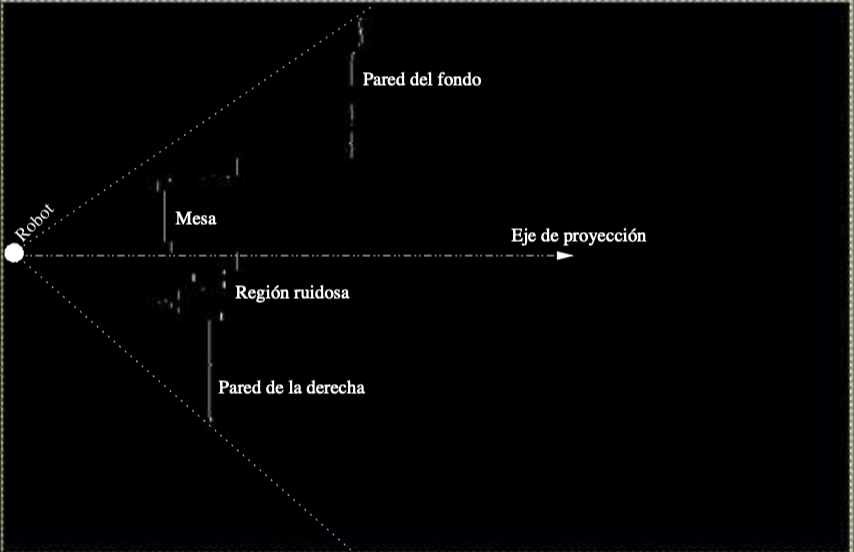 Pared del fondo
Robot
Mesa
Eje de proyección
Región ruidosa
Pared de la derecha